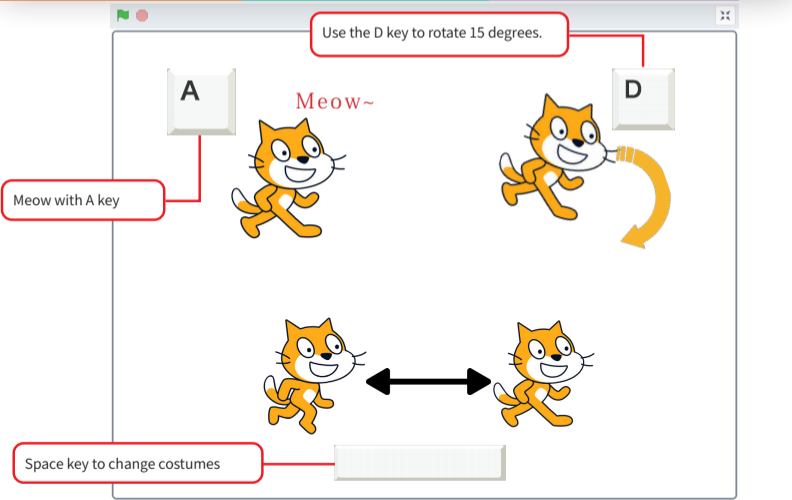 Use the D key to rotate 15 degrees.
A
Meow~
D
Meow with A key
Space key to change costumes